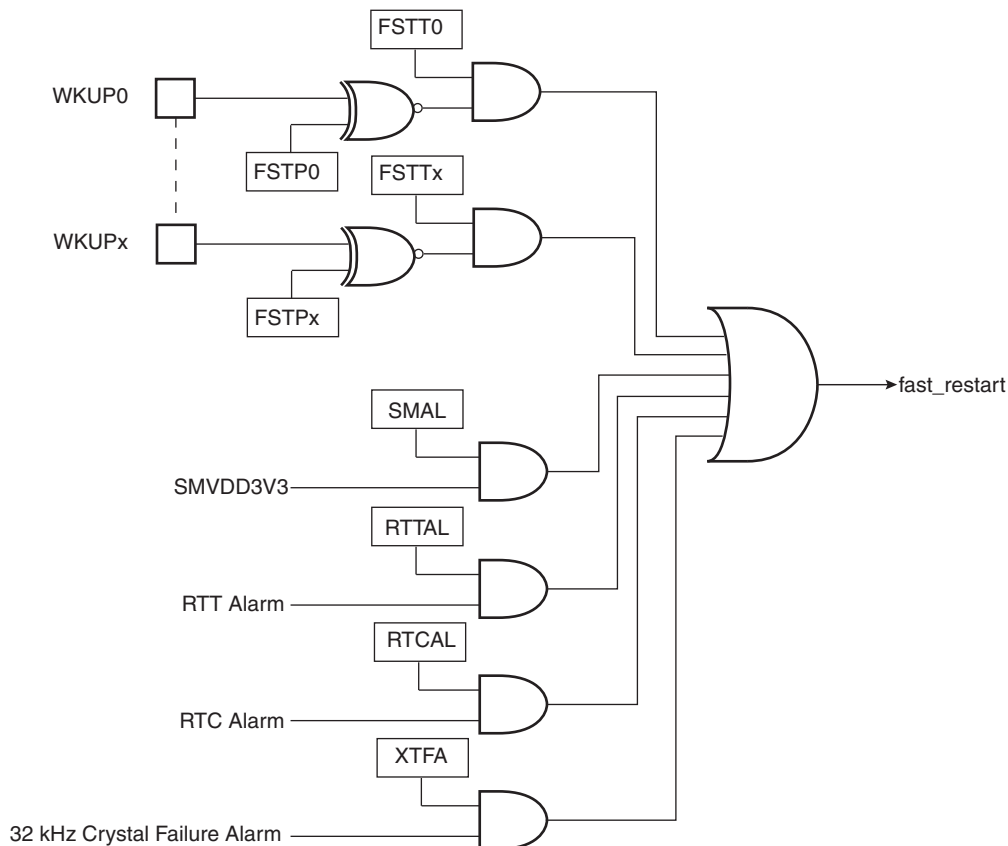 FSTT0
WKUP0
FSTP0
FSTTx
WKUPx
FSTPx
fast_restart
SMAL
SMVDD3V3
RTTAL
RTT Alarm
RTCAL
RTC Alarm
XTFA
32 kHz Crystal Failure Alarm